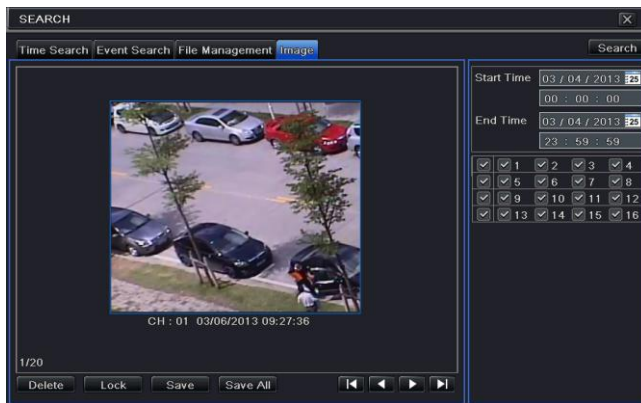 SEARCH
Time Search Event Search File Management Image
Search
Start Time 03 / 04 / 2013
00 : 00 : 00
End Time 03 / 04 / 2013
23 : 59 : 59
1 2 3 4
5 6 7 8
9 10 11 12
13 14 15 16
CH : 01 03/06/2013 09:27:36
1/20
Delete Lock Save Save All